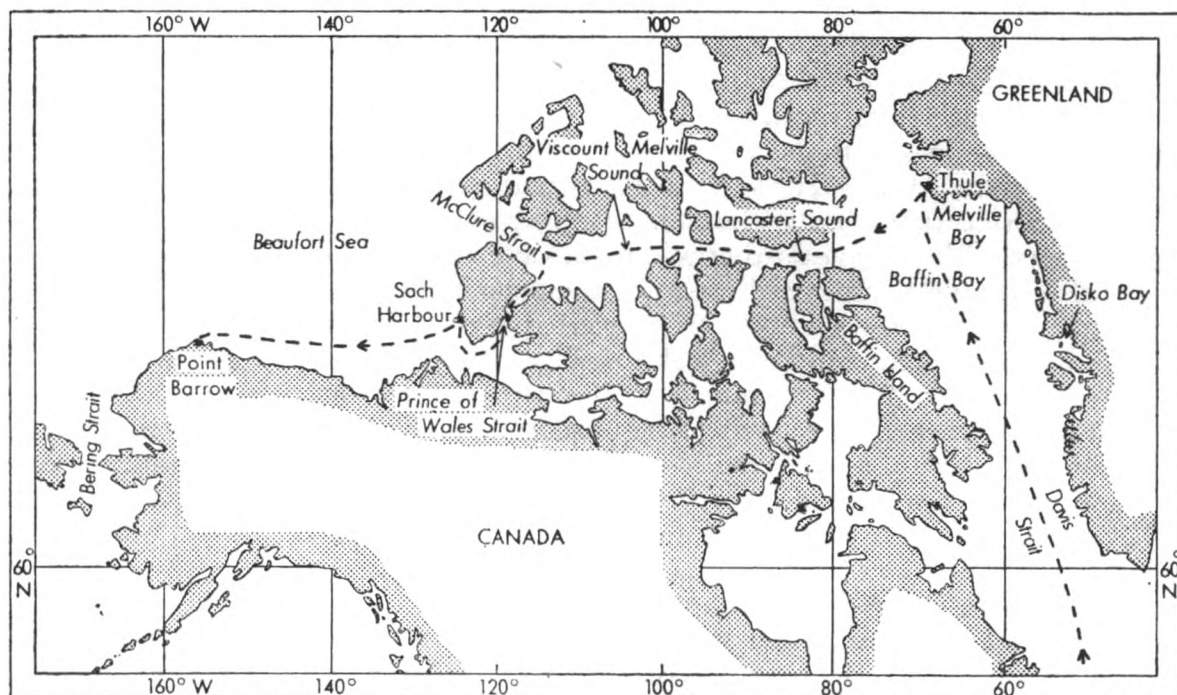 160° W
140°
120°
100°
80°
60°
GREENLAND
Viscount Melville
Sound
Thule
McClure Strait
Lancaster Sound
Melville
Bay
Beaufort Sea
Baffin Bay
Sach
Harbour
Disko Bay
Point
Barrow
Baffin Island
Prince of
Wales Strait
Bering Strait
Davis
Strait
CANADA
60°
N
60°
N
160° W
140°
120°
100°
80°
60°